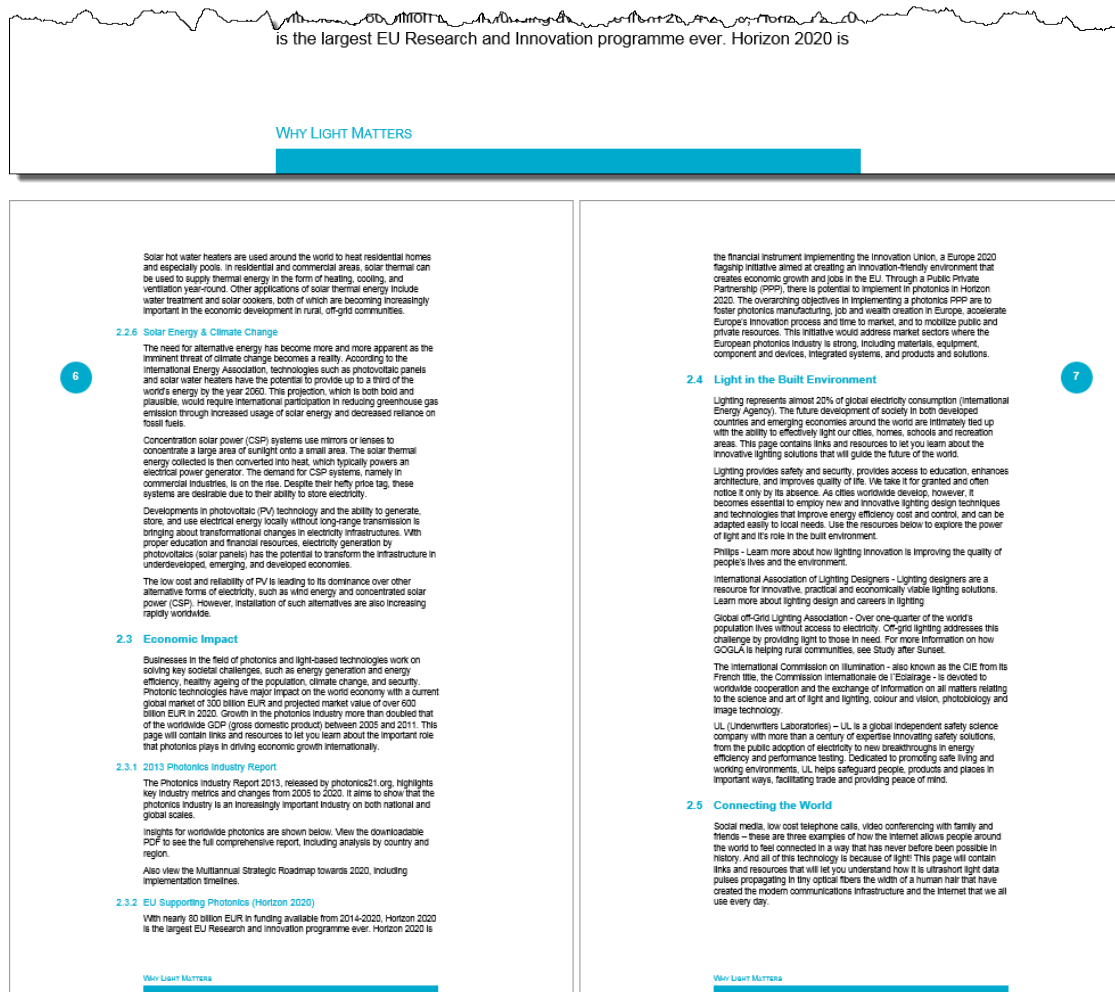 is the largest EU Research and Innovation programme ever. Horizon 2020 is
WHY LIGHT MATTERS
Solar hot water heaters are used around the world to heat residential homes
and especially pools. In residential and commercial areas, solar thermal can
be used to supply thermal energy in the form of heating, cooling, and
ventilation year-round. Other applications of solar thermal energy include
water treatment and solar cookers, both of which are becoming increasingly
important in the economic development in rural, off-grid communities.
2.2.6 Solar Energy & Climate Change
The need for alternative energy has become more and more apparent as the
imminent threat of climate change becomes a reality. According to the
International Energy Association, technologies such as photovoltaic panels
and solar water heaters have the potential to provide up to a third of the
world's energy by the year 2060. This projection, which is both bold and
plausible, would require international participation in reducing greenhouse gas
emission through increased usage of solar energy and decreased reliance on
fossil fuels.
6
Concentration solar power (CSP) systems use mirrors or lenses to
concentrate a large area of sunlight onto a small area. The solar thermal
energy collected is then converted into heat, which typically powers an
electrical power generator. The demand for CSP systems, namely in
commercial industries, is on the rise. Despite their hefty price tag, these
systems are desirable due to their ability to store electricity.
Developments in photovoltaic (PV) technology and the ability to generate,
store, and use electrical energy locally without long-range transmission is
bringing about transformational changes in electricity infrastructures. With
proper education and financial resources, electricity generation by
photovoltaics (solar panels) has the potential to transform the infrastructure in
underdeveloped, emerging, and developed economies.
The low cost and reliability of PV is leading to its dominance over other
alternative forms of electricity, such as wind energy and concentrated solar
power (CSP). However, installation of such alternatives are also increasing
rapidly worldwide.
2.3 Economic Impact
Businesses in the field of photonics and light-based technologies work on
solving key societal challenges, such as energy generation and energy
efficiency, healthy ageing of the population, climate change, and security.
Photonic technologies have major impact on the world economy with a current
global market of 300 billion EUR and projected market value of over 600
billion EUR in 2020. Growth in the photonics industry more than doubled that
of the worldwide GDP (gross domestic product) between 2005 and 2011. This
page will contain links and resources to let you learn about the important role
that photonics plays in driving economic growth internationally.
2.3.1 2013 Photonics Industry Report
The Photonics Industry Report 2013, released by photonics21.org, highlights
key industry metrics and changes from 2005 to 2020. It aims to show that the
photonics industry is an increasingly important industry on both national and
global scales.
Insights for worldwide photonics are shown below. View the downloadable
PDF to see the full comprehensive report, including analysis by country and
region.
Also view the Multiannual Strategic Roadmap towards 2020, including
implementation timelines.
2.3.2 EU Supporting Photonics (Horizon 2020)
With nearly 80 billion EUR in funding available from 2014-2020, Horizon 2020
is the largest EU Research and Innovation programme ever. Horizon 2020 is
WHY LIGHT MATTERS
the financial instrument implementing the Innovation Union, a Europe 2020
flagship initiative aimed at creating an innovation-friendly environment that
creates economic growth and jobs in the EU. Through a Public Private
Partnership (PPP), there is potential to implement in photonics in Horizon
2020. The overarching objectives in implementing a photonics PPP are to
foster photonics manufacturing, job and wealth creation in Europe, accelerate
Europe's innovation process and time to market, and to mobilize public and
private resources. This initiative would address market sectors where the
European photonics industry is strong, including materials, equipment,
component and devices, integrated systems, and products and solutions.
2.4 Light in the Built Environment
7
Lighting represents almost 20% of global electricity consumption (International
Energy Agency). The future development of society in both developed
countries and emerging economies around the world are intimately tied up
with the ability to effectively light our cities, homes, schools and recreation
areas. This page contains links and resources to let you learn about the
innovative lighting solutions that will guide the future of the world.
Lighting provides safety and security, provides access to education, enhances
architecture, and improves quality of life. We take it for granted and often
notice it only by its absence. As cities worldwide develop, however, it
becomes essential to employ new and innovative lighting design techniques
and technologies that improve energy efficiency cost and control, and can be
adapted easily to local needs. Use the resources below to explore the power
of light and it's role in the built environment.
Philips - Learn more about how lighting innovation is improving the quality of
people's lives and the environment.
International Association of Lighting Designers - Lighting designers are a
resource for innovative, practical and economically viable lighting solutions.
Learn more about lighting design and careers in lighting
Global off-Grid Lighting Association - Over one-quarter of the world's
population lives without access to electricity. Off-grid lighting addresses this
challenge by providing light to those in need. For more information on how
GOGLA is helping rural communities, see Study after Sunset.
The International Commission on Illumination - also known as the CIE from its
French title, the Commission Internationale de l'Eclairage - is devoted to
worldwide cooperation and the exchange of information on all matters relating
to the science and art of light and lighting, colour and vision, photobiology and
image technology.
UL (Underwriters Laboratories) – UL is a global independent safety science
company with more than a century of expertise innovating safety solutions,
from the public adoption of electricity to new breakthroughs in energy
efficiency and performance testing. Dedicated to promoting safe living and
working environments, UL helps safeguard people, products and places in
important ways, facilitating trade and providing peace of mind.
2.5 Connecting the World
Social media, low cost telephone calls, video conferencing with family and
friends – these are three examples of how the internet allows people around
the world to feel connected in a way that has never before been possible in
history. And all of this technology is because of light! This page will contain
links and resources that will let you understand how it is ultrashort light data
pulses propagating in tiny optical fibers the width of a human hair that have
created the modern communications infrastructure and the internet that we all
use every day.
WHY LIGHT MATTERS